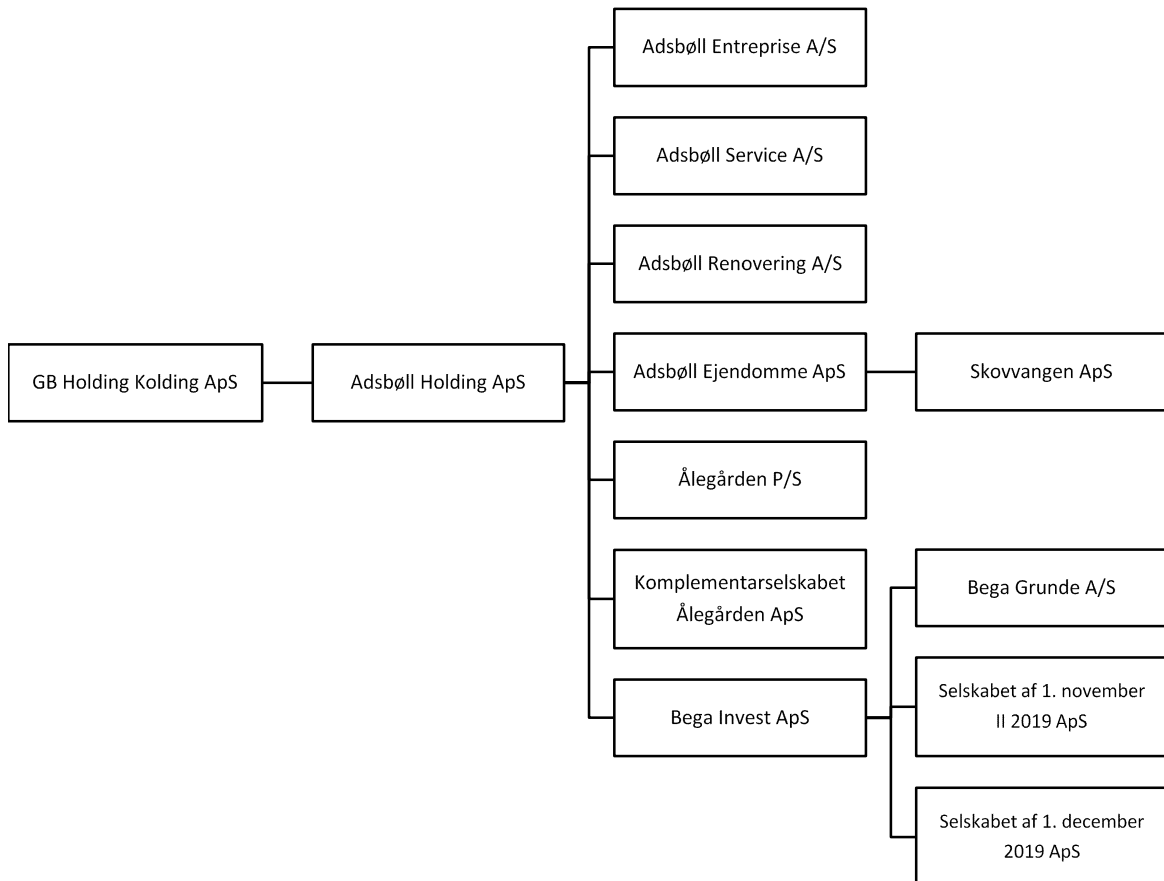 Adsbøll Entreprise A/S
Adsbøll Service A/S
Adsbøll Renovering A/S
GB Holding Kolding ApS
Adsbøll Holding ApS
Adsbøll Ejendomme ApS
Skovvangen ApS
Ålegården P/S
Komplementarselskabet
Ålegården ApS
Bega Grunde A/S
Bega Invest ApS
Selskabet af 1. november
II 2019 ApS
Selskabet af 1. december
2019 ApS